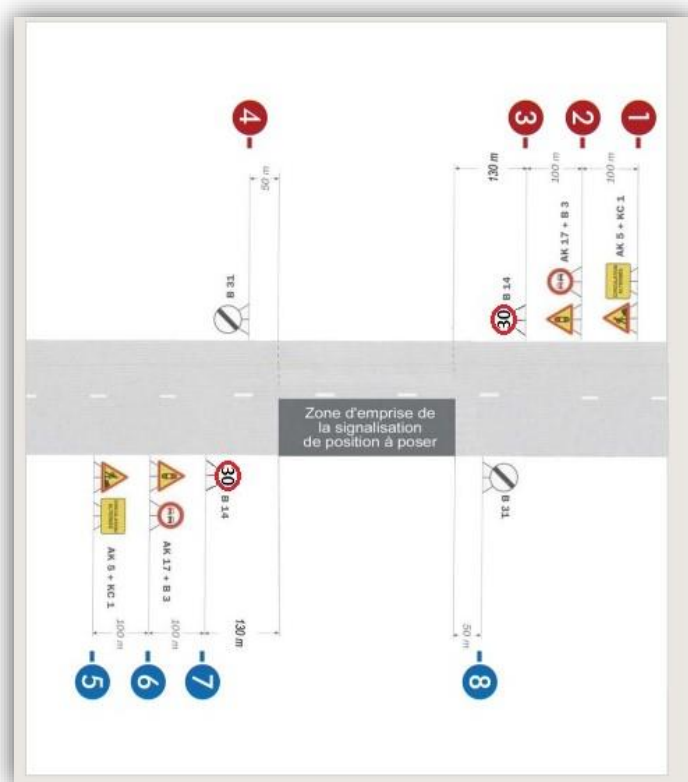 4
3
2
1
50 m
130 m
100 m
100 m
B 31
B 14
AK 17 + B 3
AK 5 + KC 1
30
Zone d'emprise de
la signalisation
de position à poser
30
B 14
B 31
AK 5 + KC 1
AK 17 + B 3
100 m
100 m
130 m
50 m
5
6
7
8